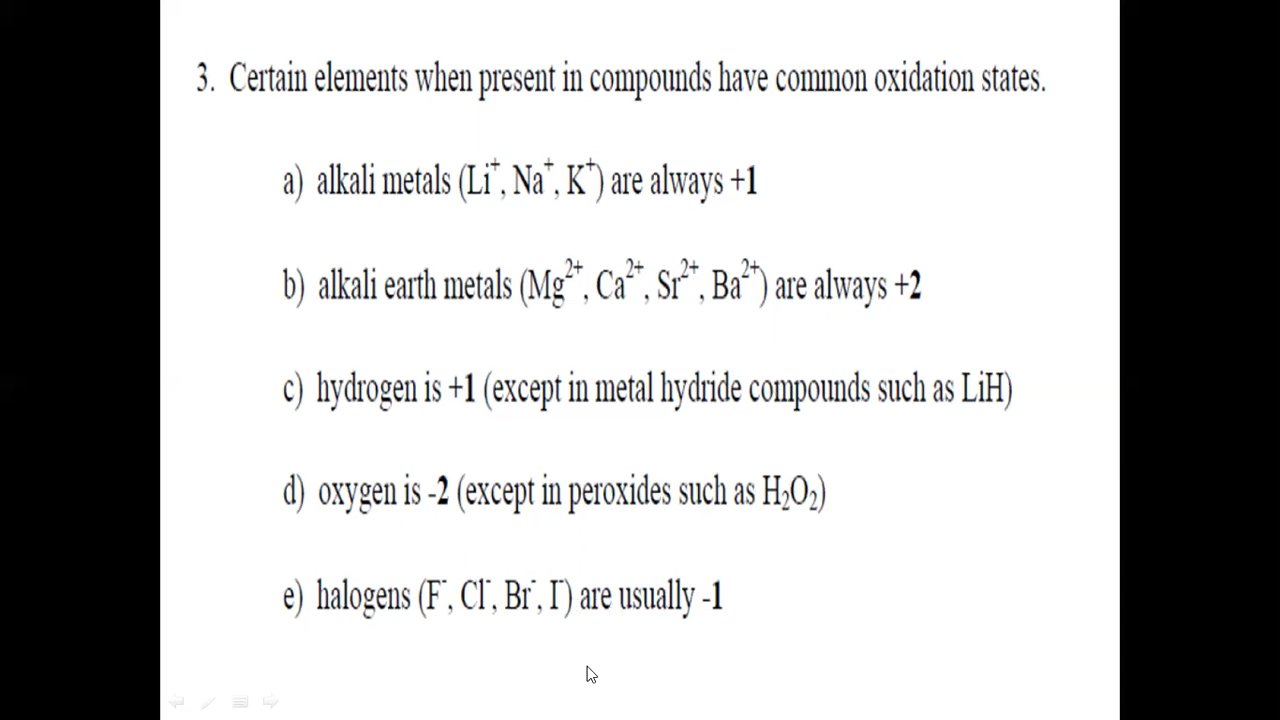 3. Certain elements when present in compounds have common oxidation states.
a) alkali metals (Li⁺, Na⁺, K⁺) are always +1
b) alkali earth metals (Mg²⁺, Ca²⁺, Sr²⁺, Ba²⁺) are always +2
c) hydrogen is +1 (except in metal hydride compounds such as LiH)
d) oxygen is -2 (except in peroxides such as H₂O₂)
e) halogens (F⁻, Cl⁻, Br⁻, I⁻) are usually -1